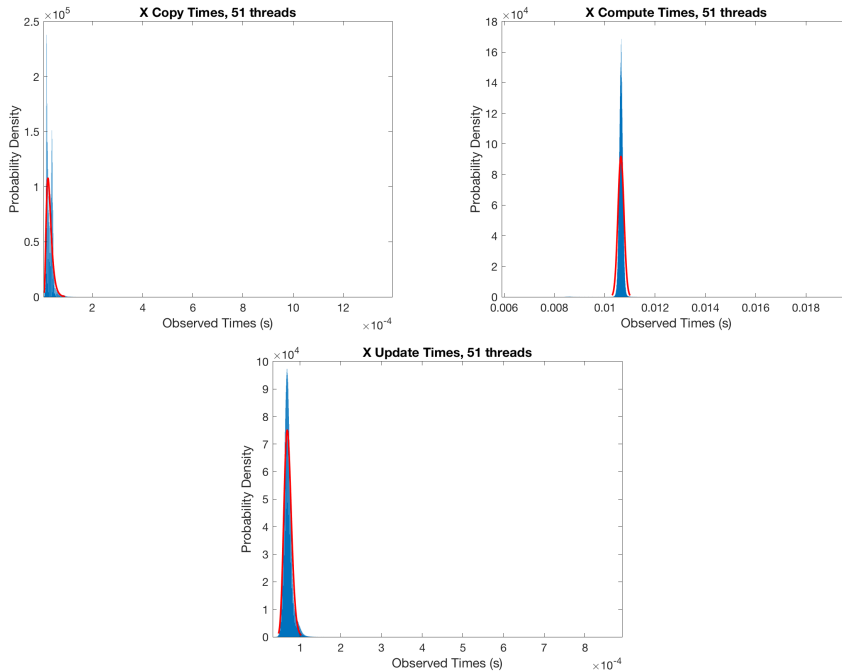 X Copy Times, 51 threads
×10^5
Probability Density
2.5
2
1.5
1
0.5
0
2 4 6 8 10 12
Observed Times (s)
×10^-4
X Compute Times, 51 threads
×10^4
Probability Density
18
16
14
12
10
8
6
4
2
0
0.006 0.008 0.01 0.012 0.014 0.016 0.018
Observed Times (s)
X Update Times, 51 threads
×10^4
Probability Density
10
9
8
7
6
5
4
3
2
1
0
1 2 3 4 5 6 7 8
Observed Times (s)
×10^-4